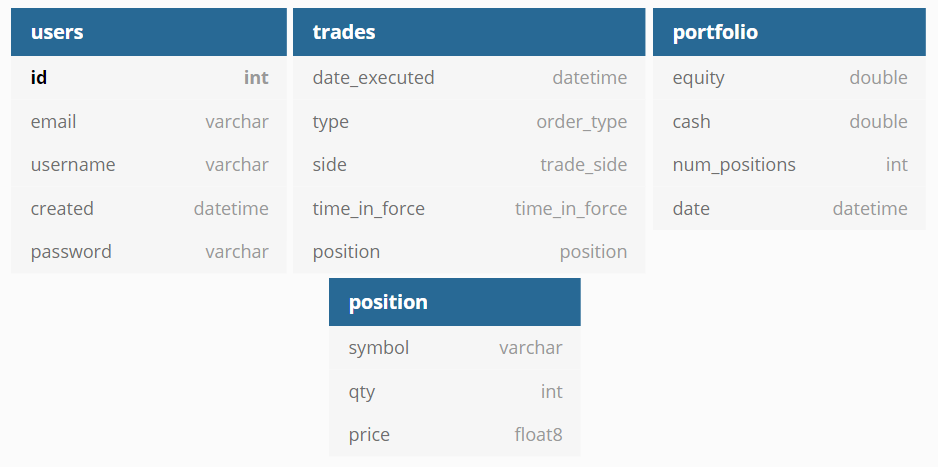 users
id int
email varchar
username varchar
created datetime
password varchar
trades
date_executed datetime
type order_type
side trade_side
time_in_force time_in_force
position position
portfolio
equity double
cash double
num_positions int
date datetime
position
symbol varchar
qty int
price float8